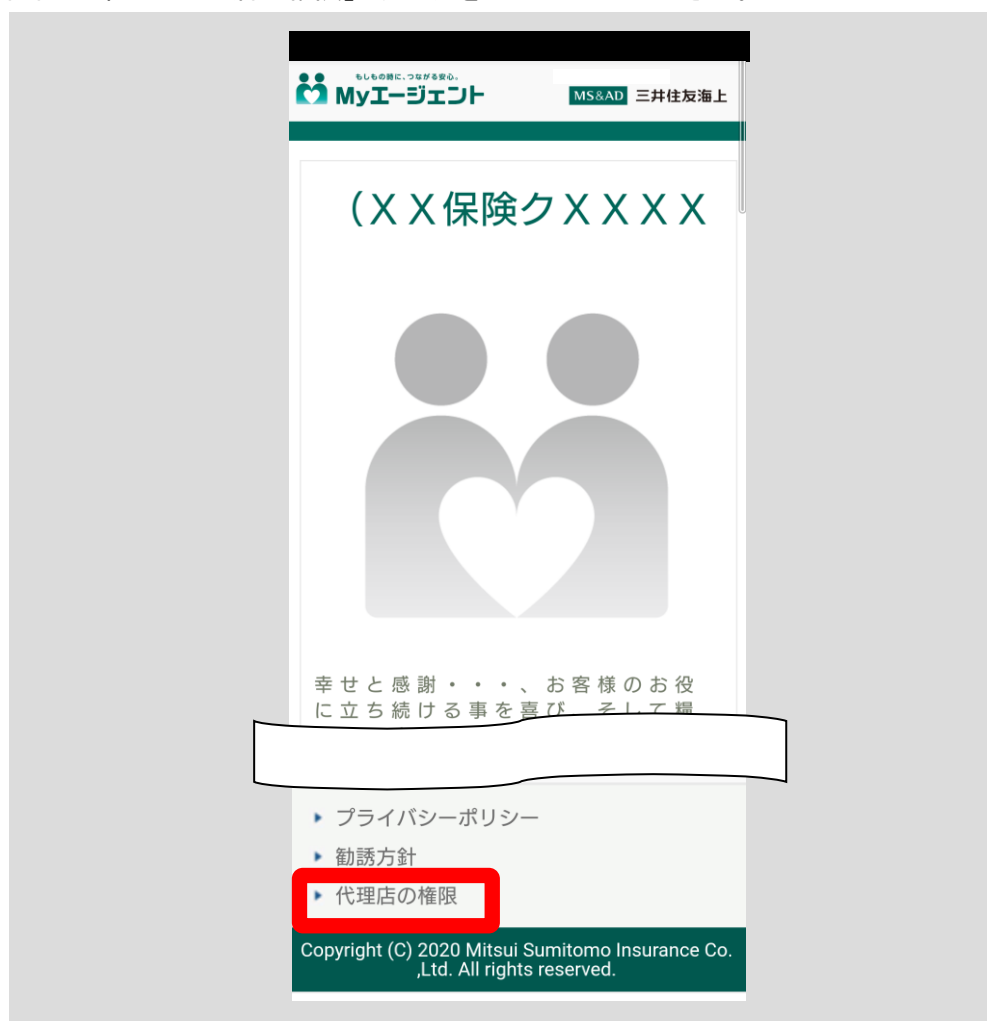 もしもの時に、つながる安心。
Myエージェント
MS&AD 三井住友海上
（ＸＸ保険クＸＸＸＸ
幸せと感謝・・・、お客様のお役
に立ち続ける事を喜び、そして糧
プライバシーポリシー
勧誘方針
代理店の権限
Copyright (C) 2020 Mitsui Sumitomo Insurance Co.
,Ltd. All rights reserved.